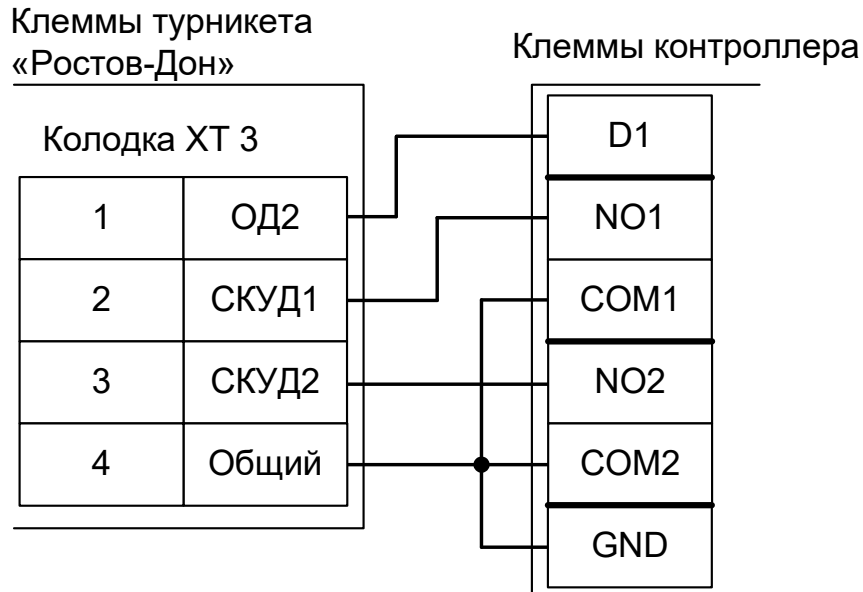 Клеммы турникета
«Ростов-Дон»
Клеммы контроллера
Колодка XT 3
1 ОД2
2 СКУД1
3 СКУД2
4 Общий
D1
NO1
COM1
NO2
COM2
GND